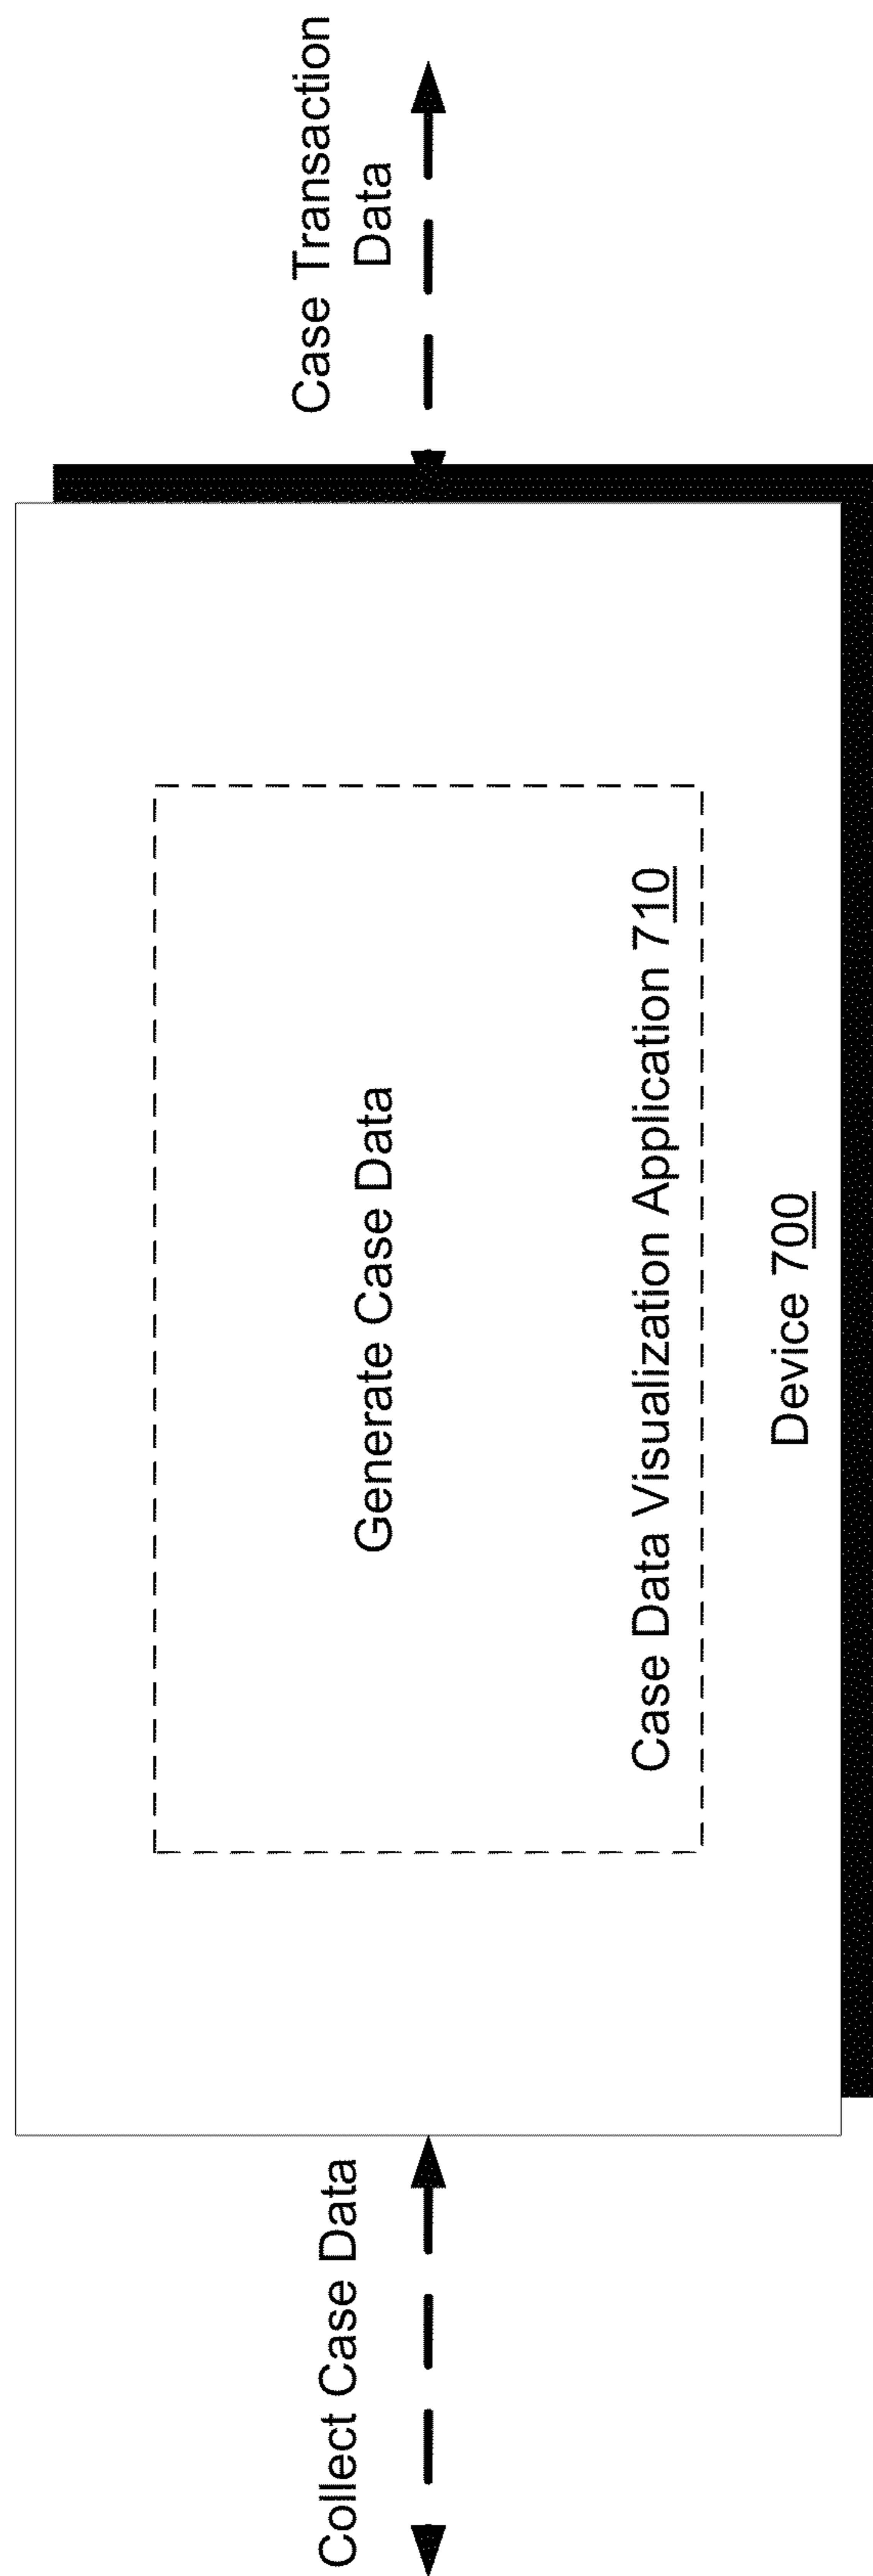 Collect Case Data
Generate Case Data
Case Data Visualization Application 710
Device 700
Case Transaction
Data